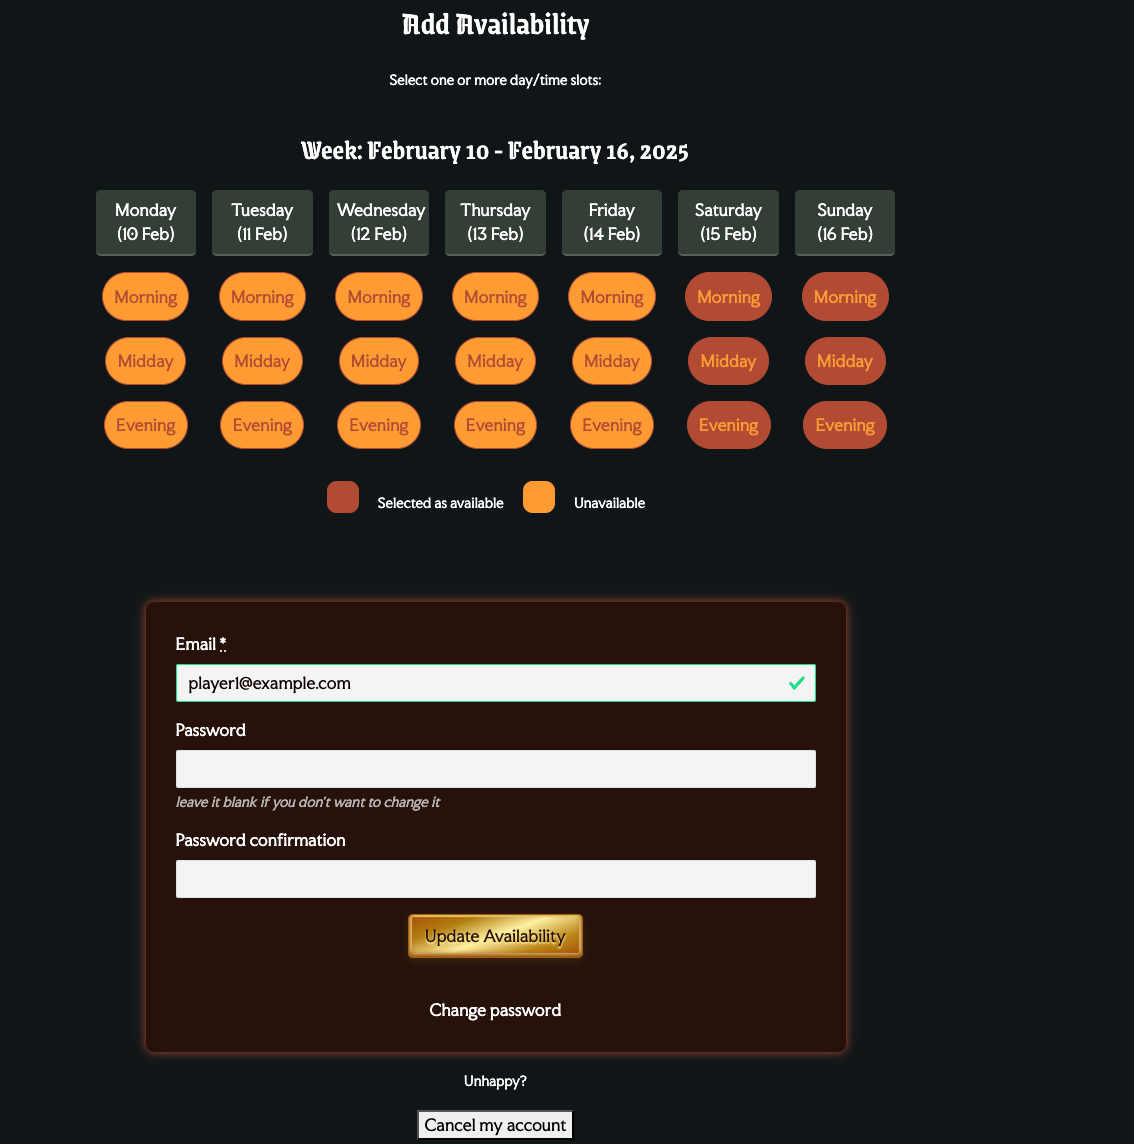 Add Availability
Select one or more day/time slots:
Week: February 10 - February 16, 2025
Monday Tuesday Wednesday Thursday Friday Saturday Sunday
(10 Feb) (11 Feb) (12 Feb) (13 Feb) (14 Feb) (15 Feb) (16 Feb)
Morning Morning Morning Morning Morning Morning Morning
Midday Midday Midday Midday Midday Midday Midday
Evening Evening Evening Evening Evening Evening Evening
Selected as available Unavailable
Email *
player1@example.com
Password
leave it blank if you don't want to change it
Password confirmation
Update Availability
Change password
Unhappy?
Cancel my account